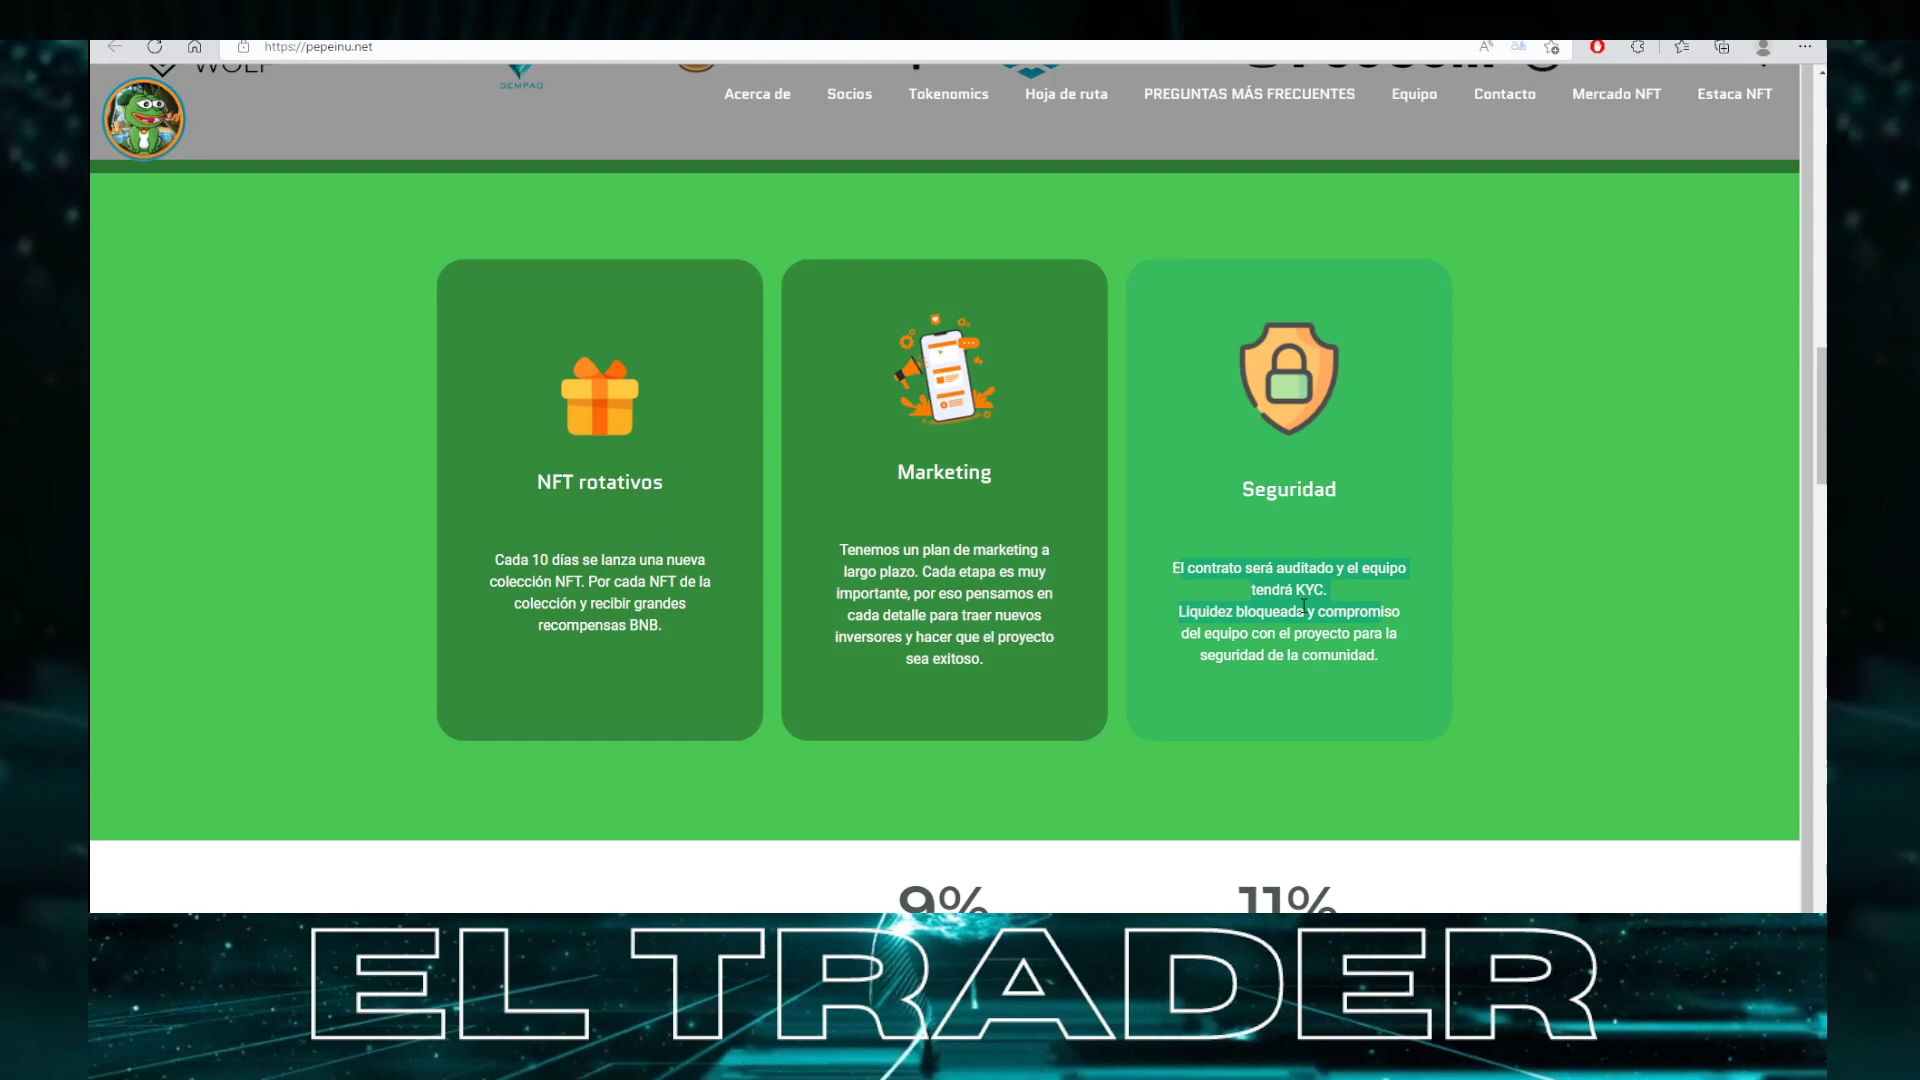 https://pepeinu.net
WOLF
GEMPAD
Acerca de
Socios
Tokenomics
Hoja de ruta
PREGUNTAS MÁS FRECUENTES
Equipo
Contacto
Mercado NFT
Estaca NFT
NFT rotativos
Cada 10 días se lanza una nueva
colección NFT. Por cada NFT de la
colección y recibir grandes
recompensas BNB.
Marketing
Tenemos un plan de marketing a
largo plazo. Cada etapa es muy
importante, por eso pensamos en
cada detalle para traer nuevos
inversores y hacer que el proyecto
sea exitoso.
Seguridad
El contrato será auditado y el equipo
tendrá KYC.
Liquidez bloqueada y compromiso
del equipo con el proyecto para la
seguridad de la comunidad.
9%
11%
EL TRADER